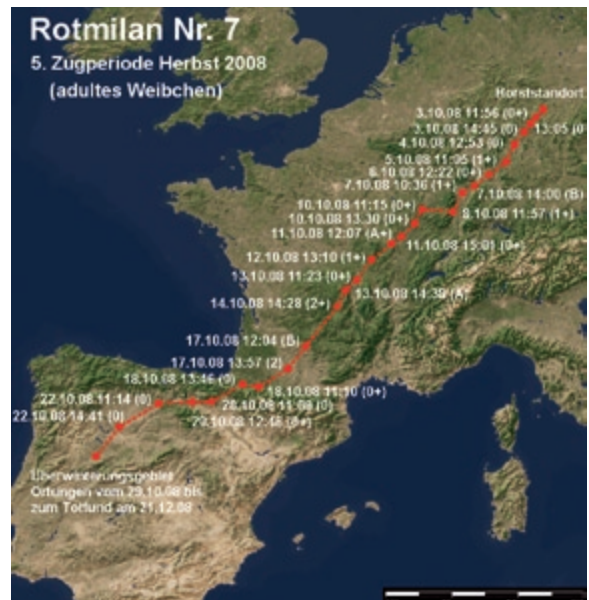 Rotmilan Nr. 7
5. Zugperiode Herbst 2008
(adultes Weibchen)
Horststandort
3.10.08 11:56 (0+)
3.10.08 14:45 (0) 13:05 (0
4.10.08 12:53 (0)
5.10.08 11:05 (1+)
6.10.08 12:22 (0+)
7.10.08 10:36 (1+)
7.10.08 14:00 (B)
10.10.08 11:15 (0+)
8.10.08 11:57 (1+)
10.10.08 13:30 (0+)
11.10.08 12:07 (A+)
11.10.08 15:01 (0+)
12.10.08 13:10 (1+)
13.10.08 11:23 (0+)
13.10.08 14:38 (A)
14.10.08 14:28 (2+)
17.10.08 12:04 (B)
17.10.08 13:57 (2)
18.10.08 13:46 (0)
18.10.08 11:10 (0+)
22.10.08 11:14 (0)
20.10.08 (0)
22.10.08 14:41 (0)
20.10.08 12:48 (0+)
Überwinterungsgebiet
Ortungen vom 29.10.08 bis
zum Totfund am 21.12.08